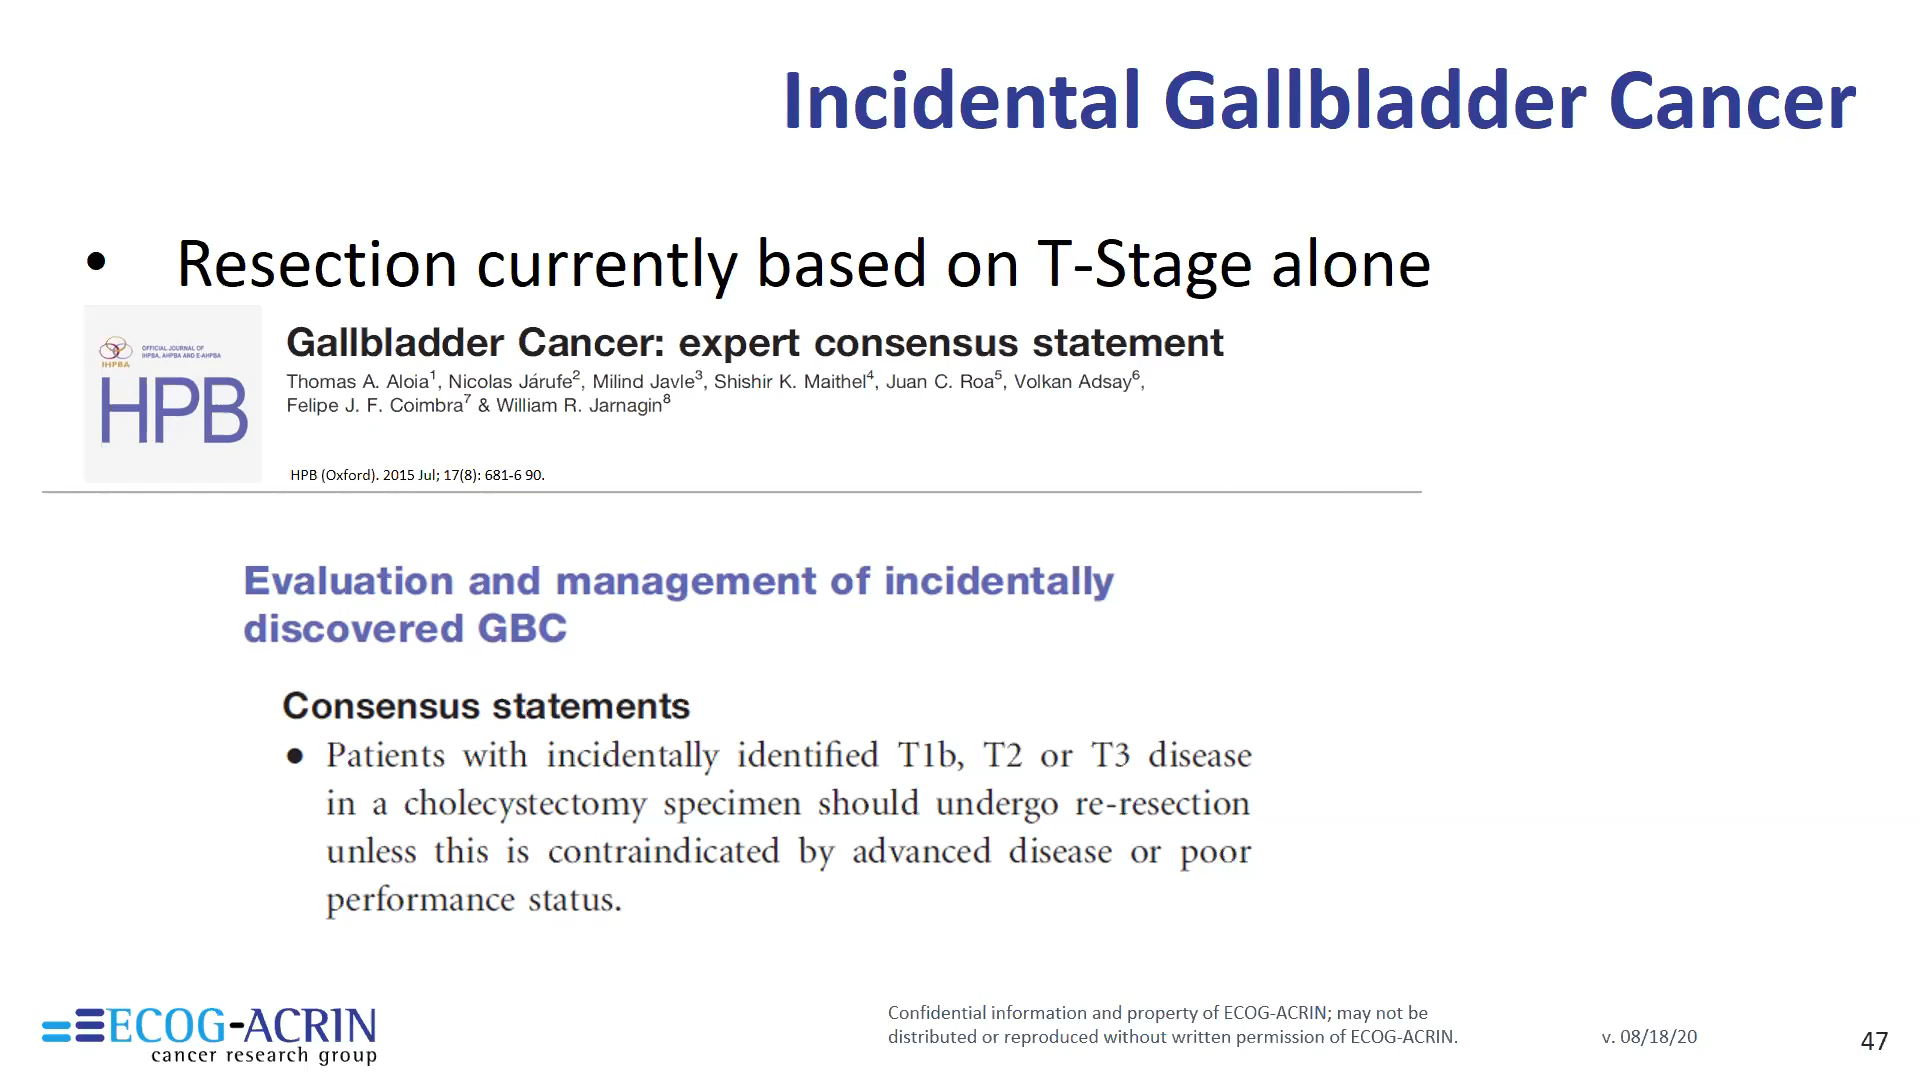 Incidental Gallbladder Cancer
• Resection currently based on T-Stage alone
OFFICIAL JOURNAL OF
IHPBA, AHPBA AND E-AHPBA
IHPBA
HPB
Gallbladder Cancer: expert consensus statement
Thomas A. Aloia1, Nicolas Járufe2, Milind Javle3, Shishir K. Maithel4, Juan C. Roa5, Volkan Adsay6,
Felipe J. F. Coimbra7 & William R. Jarnagin8
HPB (Oxford). 2015 Jul; 17(8): 681-6 90.
Evaluation and management of incidentally
discovered GBC
Consensus statements
• Patients with incidentally identified T1b, T2 or T3 disease
in a cholecystectomy specimen should undergo re-resection
unless this is contraindicated by advanced disease or poor
performance status.
ECOG-ACRIN
cancer research group
Confidential information and property of ECOG-ACRIN; may not be
distributed or reproduced without written permission of ECOG-ACRIN.
v. 08/18/20
47